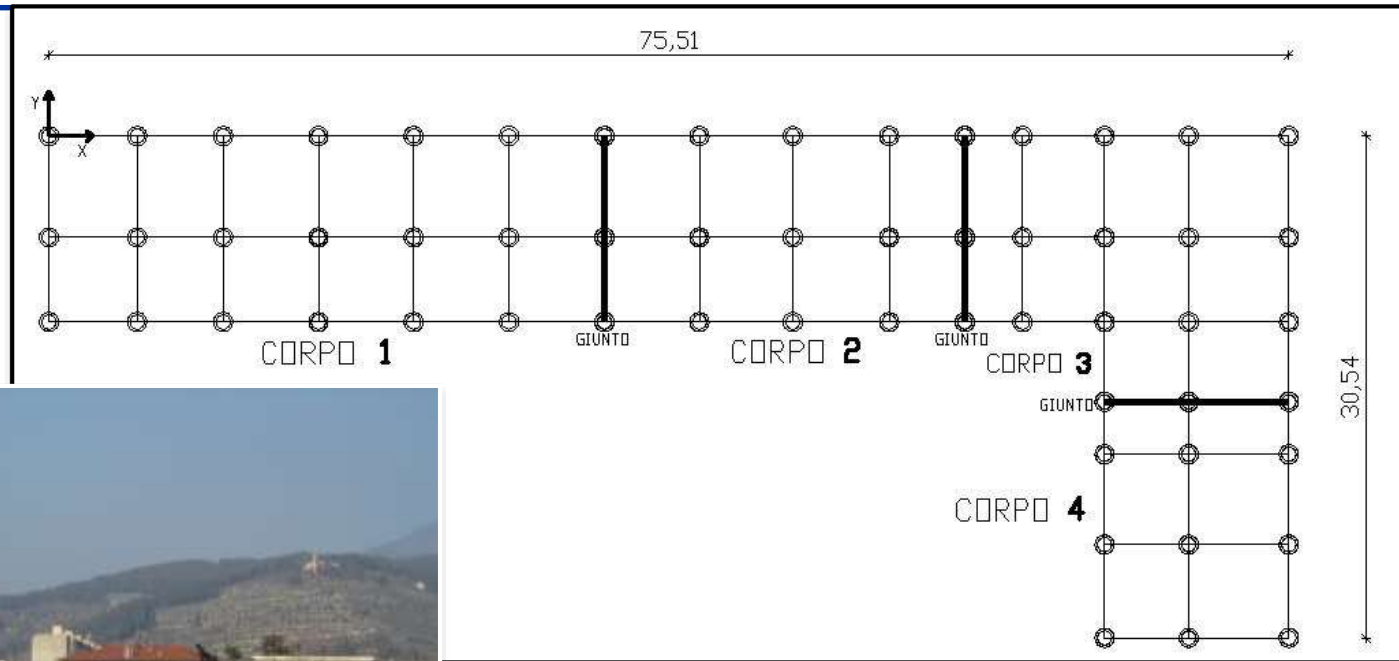 75,51
Y
X
GIUNTO
GIUNTO
CORPO 1
CORPO 2
CORPO 3
30,54
GIUNTO
CORPO 4